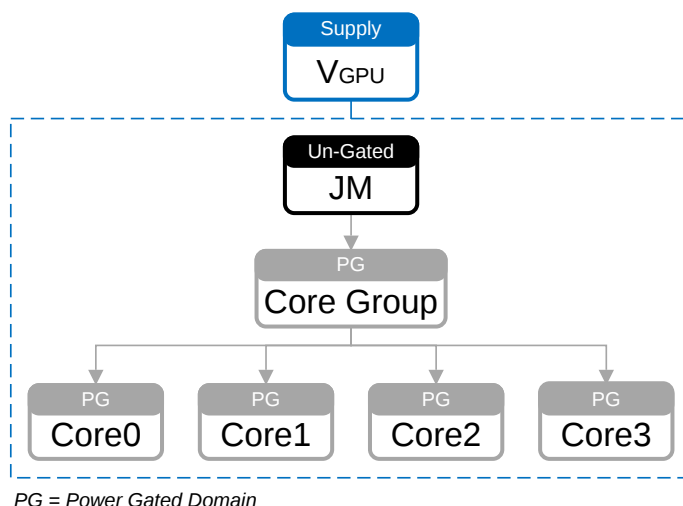 Supply
VGPU
Un-Gated
JM
PG
Core Group
PG
PG
PG
PG
Core0
Core1
Core2
Core3
PG = Power Gated Domain